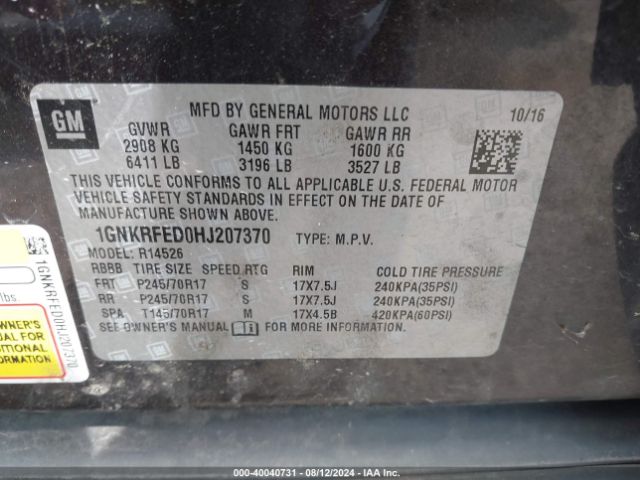 GM
MFD BY GENERAL MOTORS LLC 10/16
GVWR GAWR FRT GAWR RR
2908 KG 1450 KG 1600 KG
6411 LB 3196 LB 3527 LB
THIS VEHICLE CONFORMS TO ALL APPLICABLE U.S. FEDERAL MOTOR
VEHICLE SAFETY STANDARDS IN EFFECT ON THE DATE OF
MANUFACTURE SHOWN ABOVE.
1GNKRFED0HJ207370 TYPE: M.P.V.
MODEL: R14526
RBBB TIRE SIZE SPEED RTG RIM COLD TIRE PRESSURE
FRT P245/70R17 S 17X7.5J 240KPA(35PSI)
RR P245/70R17 S 17X7.5J 240KPA(35PSI)
SPA T145/70R17 M 17X4.5B 420KPA(60PSI)
SEE OWNER'S MANUAL FOR MORE INFORMATION.
1GNKRFED0HJ207370
lbs.
OWNER'S
MANUAL FOR
ADDITIONAL
INFORMATION
000-40040731 - 08/12/2024 - IAA Inc.